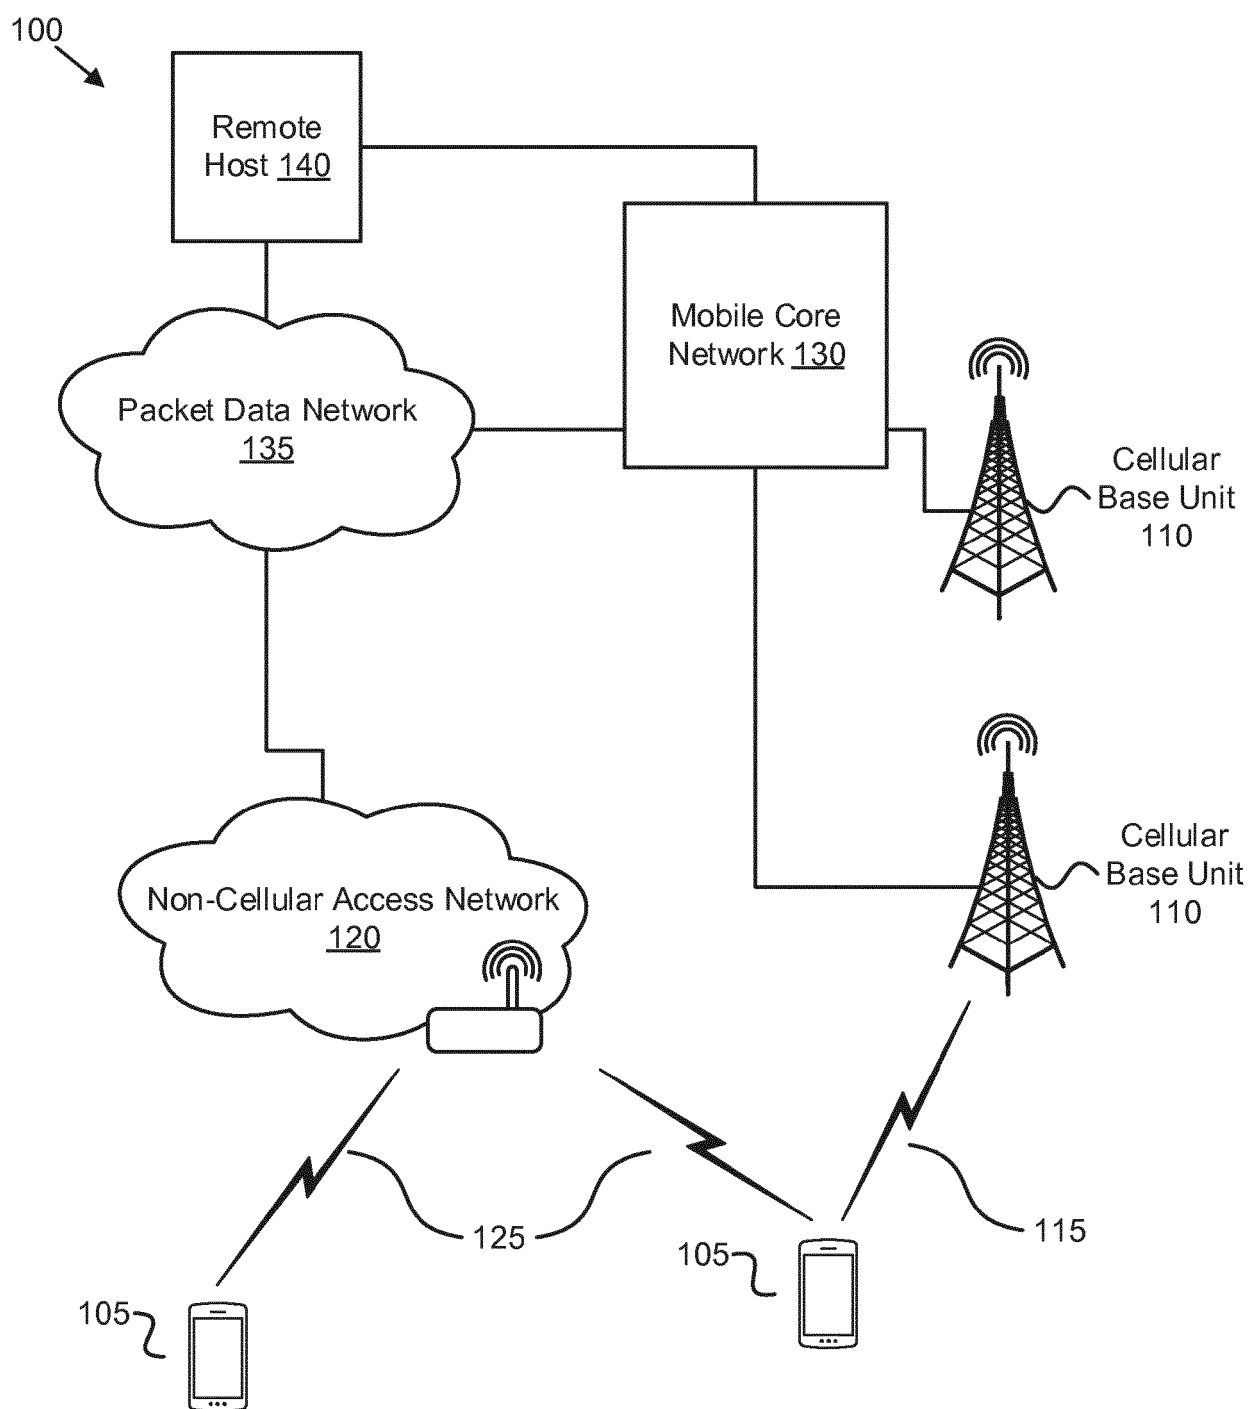 100
Remote
Host 140
Mobile Core
Network 130
Packet Data Network
135
Cellular
Base Unit
110
Cellular
Base Unit
110
Non-Cellular Access Network
120
125
105
115
105